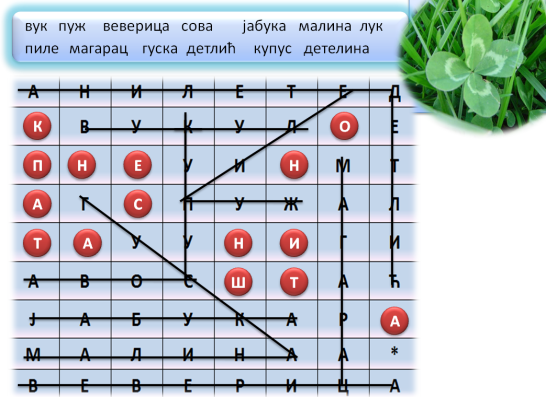 вук пуж веверица сова јабука малина лук
пиле магарац гуска детлић купус детелина
А Н И Л Е Т Е Д
К В У К У Л О Е
П Н Е У И Н М Т
А Г С П У Ж А Л
Т А У У Н И Г И
А В О С Ш Т А Ћ
Ј А Б У К А Р А
М А Л И Н А А *
В Е В Е Р И Ц А